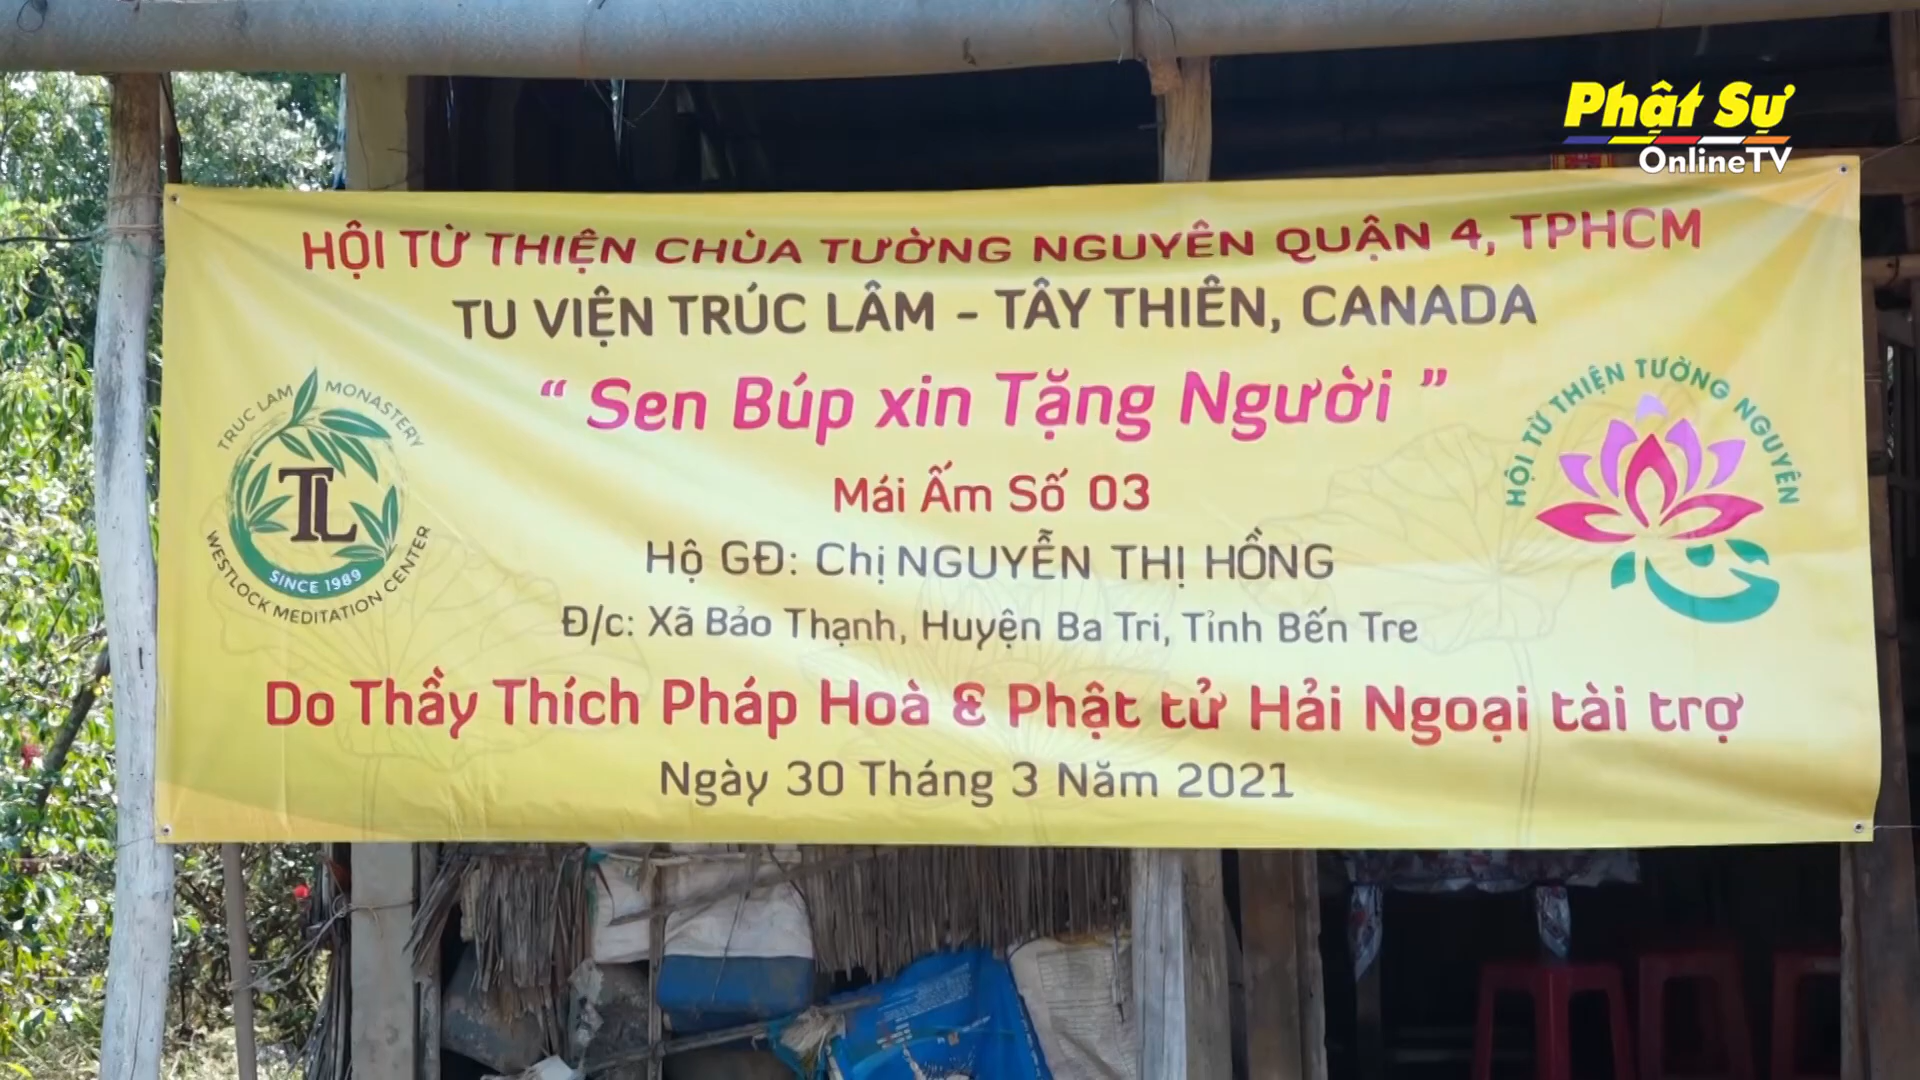 Phật Sự
OnlineTV
HỘI TỪ THIỆN CHÙA TƯỜNG NGUYÊN QUẬN 4, TPHCM
TU VIỆN TRÚC LÂM - TÂY THIÊN, CANADA
“ Sen Búp xin Tặng Người ”
Mái Ấm Số 03
Hộ GĐ: Chị NGUYỄN THỊ HỒNG
Đ/c: Xã Bảo Thạnh, Huyện Ba Tri, Tỉnh Bến Tre
Do Thầy Thích Pháp Hoà & Phật tử Hải Ngoại tài trợ
Ngày 30 Tháng 3 Năm 2021
TRUC LAM MONASTERY
TL
SINCE 1989
WESTLOCK MEDITATION CENTER
HỘI TỪ THIỆN TƯỜNG NGUYÊN